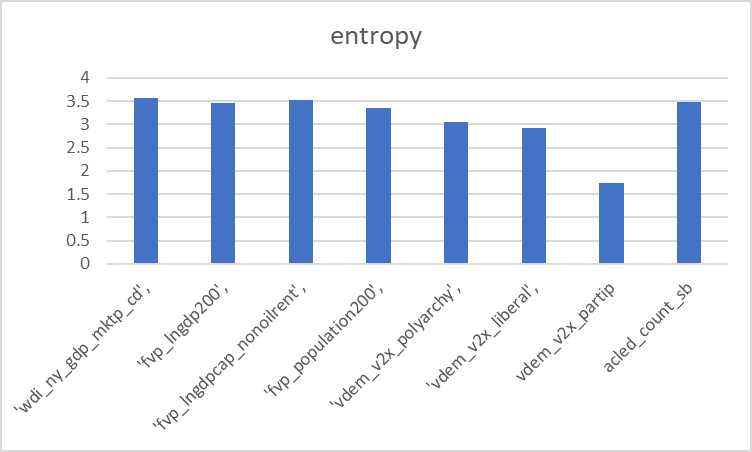 entropy
4
3.5
3
2.5
2
1.5
1
0.5
0
'wdi_ny_gdp_mktp_cd',
'fvp_lngdp200',
'fvp_lngdpcap_nonoilrent',
'fvp_population200',
'vdem_v2x_polyarchy',
'vdem_v2x_liberal',
vdem_v2x_partip
acled_count_sb